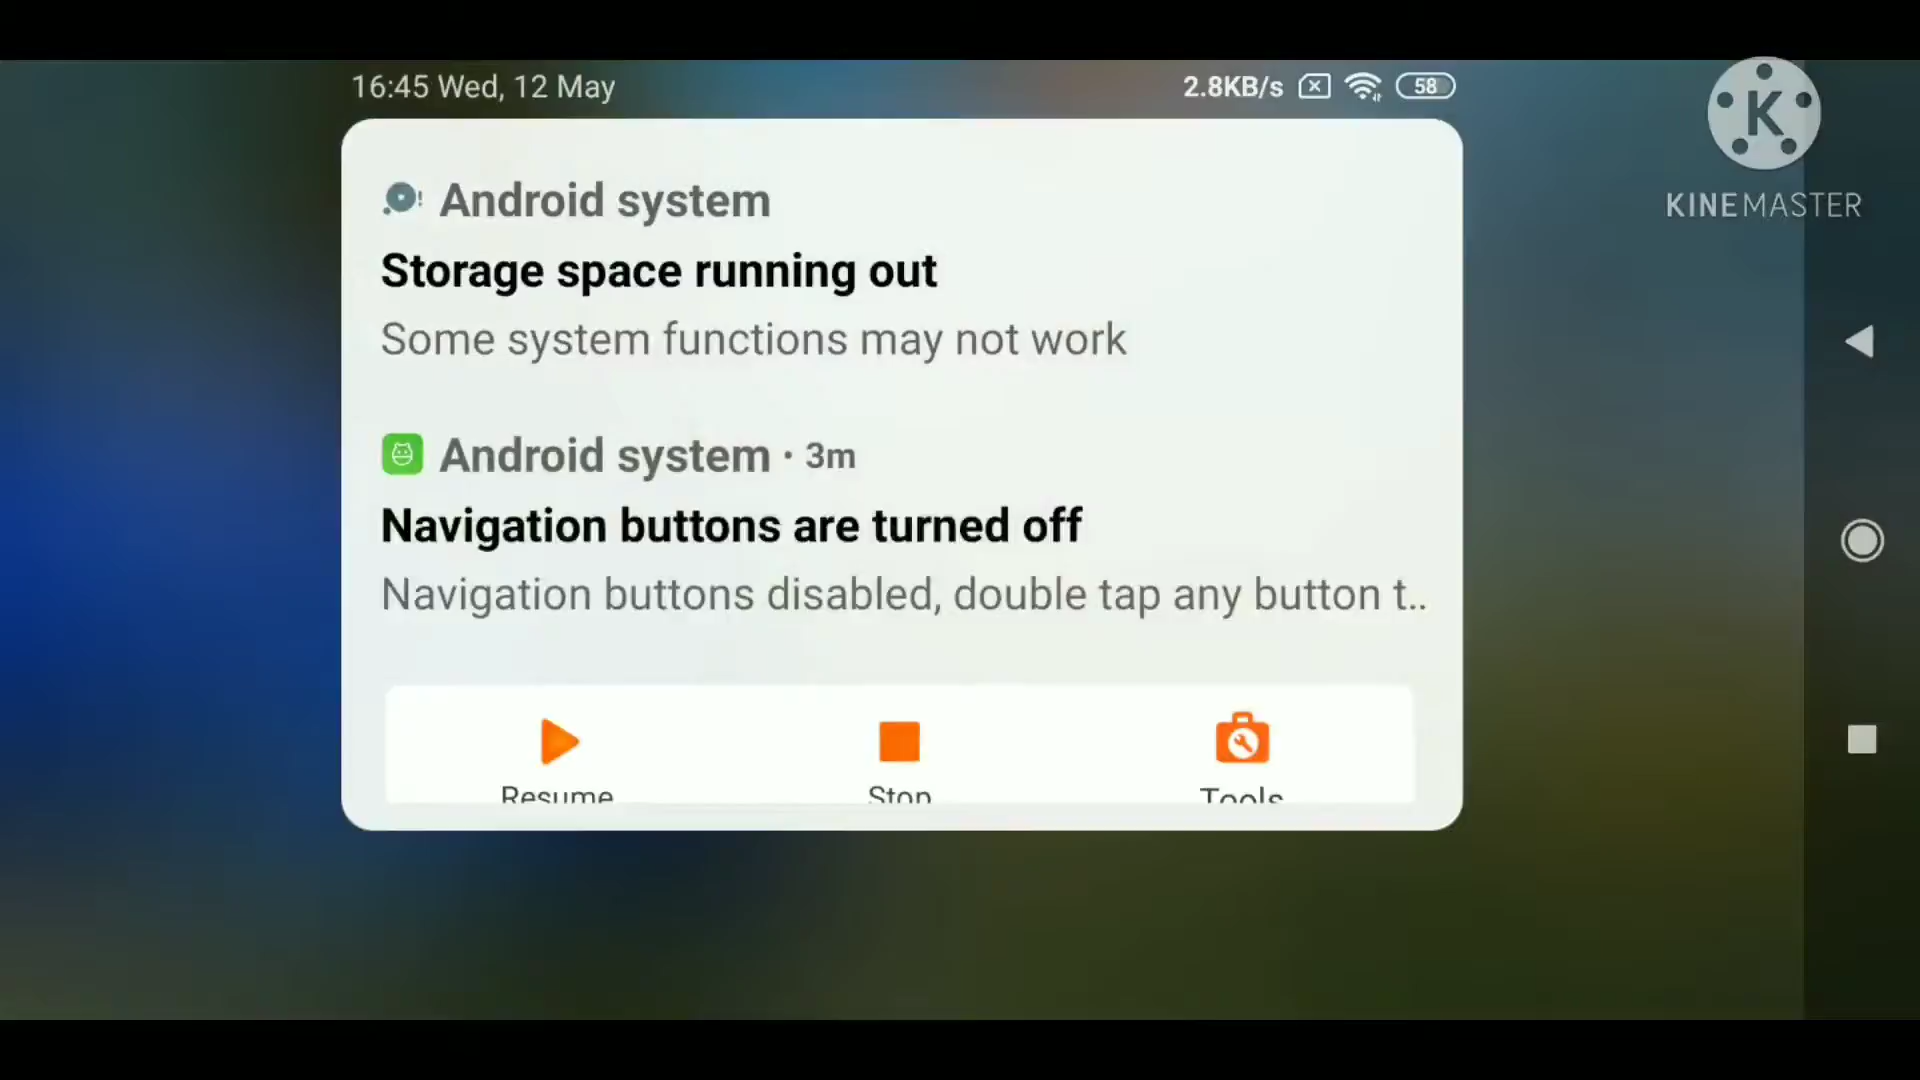 16:45 Wed, 12 May
2.8KB/s 58
K
KINEMASTER
Android system
Storage space running out
Some system functions may not work
Android system · 3m
Navigation buttons are turned off
Navigation buttons disabled, double tap any button t..
Resume Stop Tools